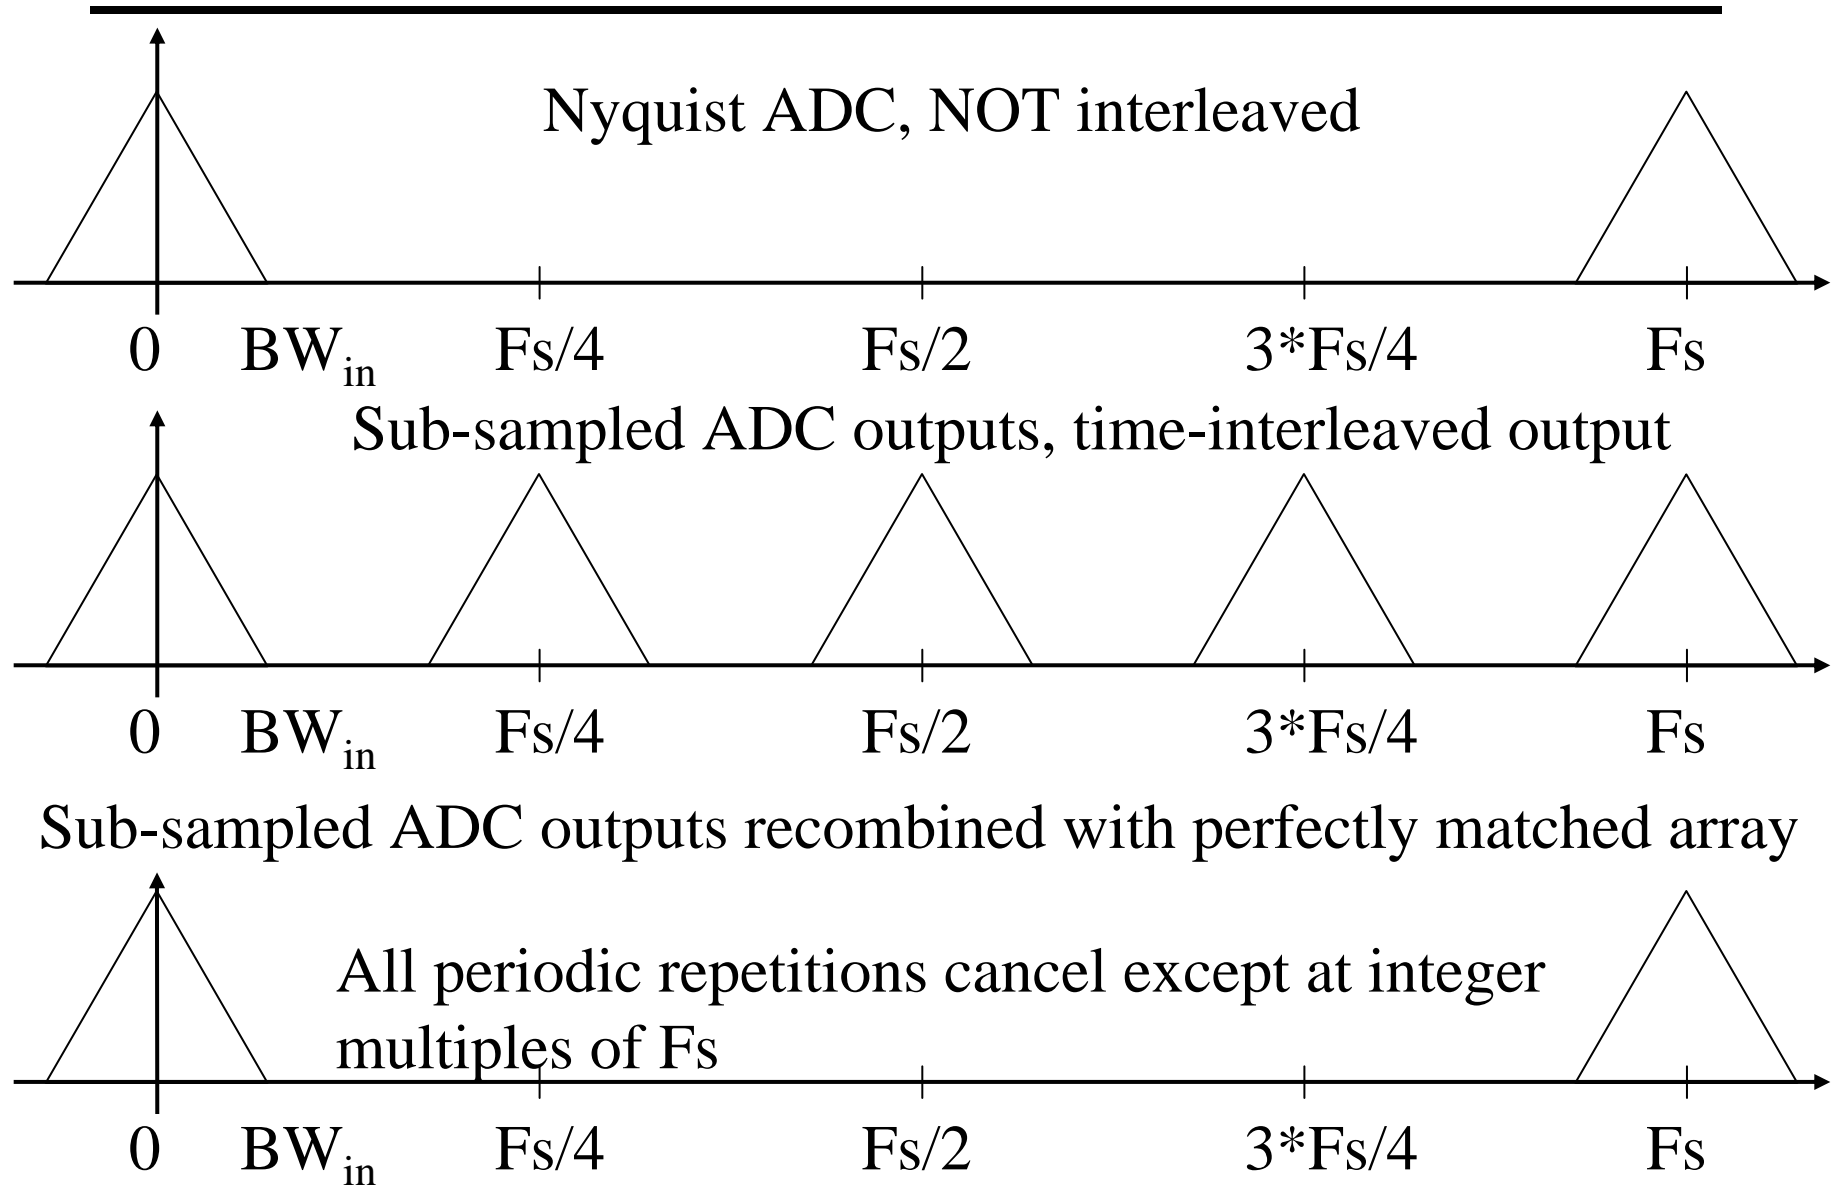 Nyquist ADC, NOT interleaved
0 BWin Fs/4 Fs/2 3*Fs/4 Fs
Sub-sampled ADC outputs, time-interleaved output
0 BWin Fs/4 Fs/2 3*Fs/4 Fs
Sub-sampled ADC outputs recombined with perfectly matched array
All periodic repetitions cancel except at integer
multiples of Fs
0 BWin Fs/4 Fs/2 3*Fs/4 Fs